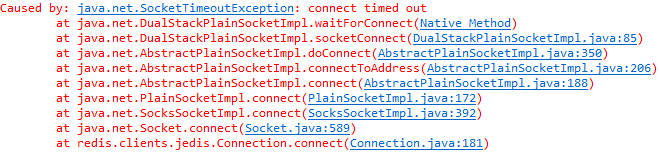 Caused by: java.net.SocketTimeoutException: connect timed out
at java.net.DualStackPlainSocketImpl.waitForConnect(Native Method)
at java.net.DualStackPlainSocketImpl.socketConnect(DualStackPlainSocketImpl.java:85)
at java.net.AbstractPlainSocketImpl.doConnect(AbstractPlainSocketImpl.java:350)
at java.net.AbstractPlainSocketImpl.connectToAddress(AbstractPlainSocketImpl.java:206)
at java.net.AbstractPlainSocketImpl.connect(AbstractPlainSocketImpl.java:188)
at java.net.PlainSocketImpl.connect(PlainSocketImpl.java:172)
at java.net.SocksSocketImpl.connect(SocksSocketImpl.java:392)
at java.net.Socket.connect(Socket.java:589)
at redis.clients.jedis.Connection.connect(Connection.java:181)